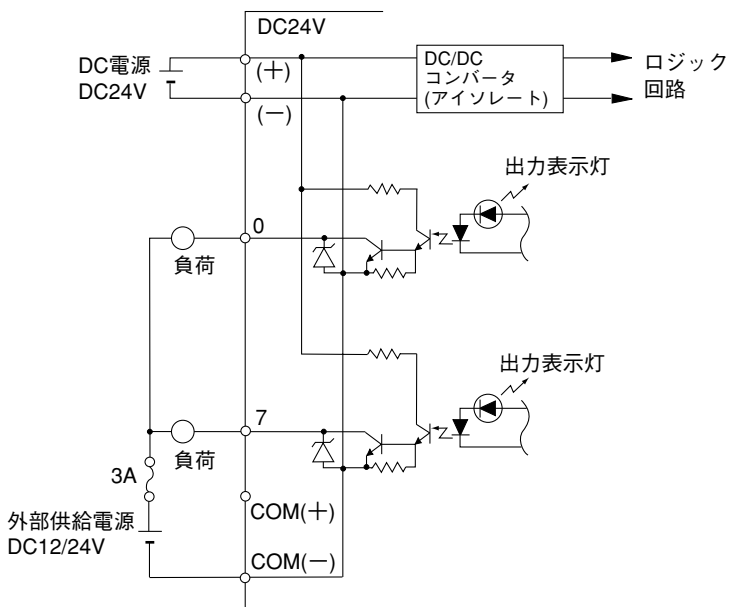 DC24V
DC電源
DC24V
(＋)
(－)
DC/DC
コンバータ
(アイソレート)
ロジック
回路
出力表示灯
0
負荷
出力表示灯
7
負荷
3A
COM(＋)
外部供給電源
DC12/24V
COM(－)